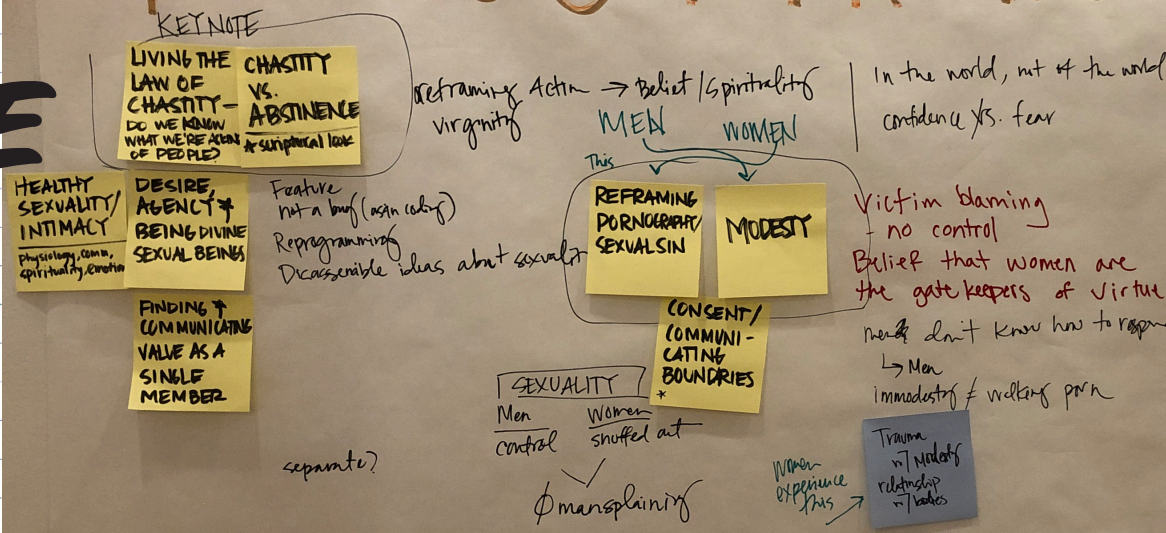 KEYNOTE
LIVING THE
LAW OF
CHASTITY —
DO WE KNOW
WHAT WE'RE ASKING
OF PEOPLE?
CHASTITY
VS.
ABSTINENCE
* scriptural look
reframing Action → Belief / Spirituality
virginity
MEN
WOMEN
In the world, not of the world
confidence vs. fear
HEALTHY
SEXUALITY/
INTIMACY
physiology, comm,
spirituality, emotion
DESIRE,
AGENCY +
BEING DIVINE
SEXUAL BEINGS
Feature
not a bug (as in coding)
Reprogramming
Disassemble ideas about sexuality
This
REFRAMING
PORNOGRAPHY/
SEXUAL SIN
MODESTY
Victim blaming
- no control
Belief that women are
the gatekeepers of virtue
don't know how to
↳ Men
immodesty ≠ walking porn
FINDING +
COMMUNICATING
VALUE AS A
SINGLE
MEMBER
CONSENT/
COMMUNI-
CATING
BOUNDRIES
*
SEXUALITY
Men
control
Women
snuffed out
separate?
Ømansplaining
Women
experience
this
Trauma
w/ Modesty
relationship
w/ bodies